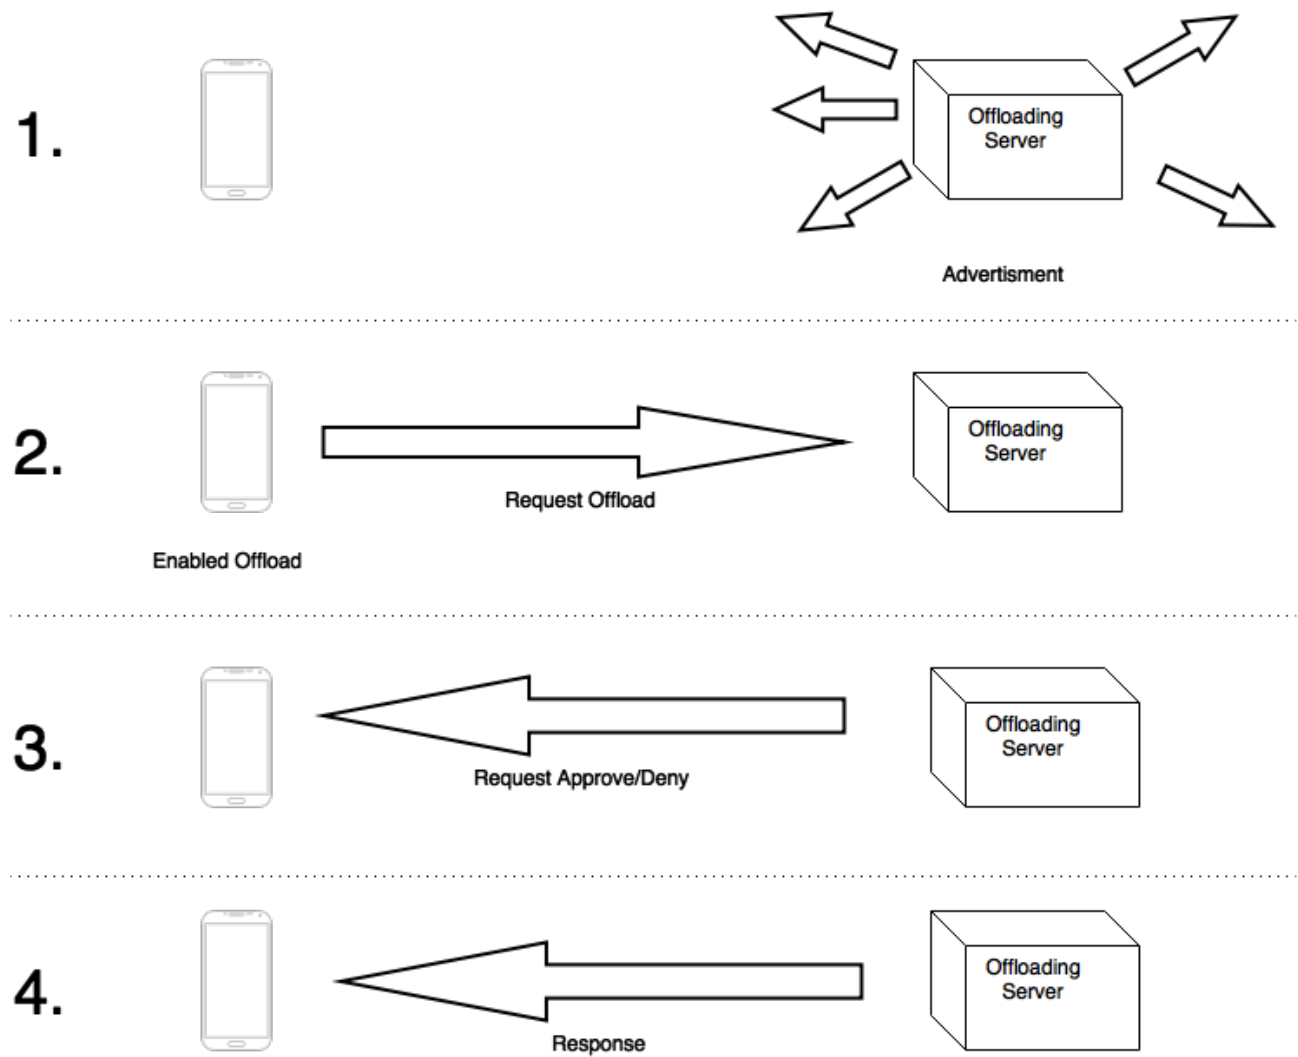 1.
Offloading
Server
Advertisment
2.
Offloading
Server
Request Offload
Enabled Offload
3.
Offloading
Server
Request Approve/Deny
4.
Offloading
Server
Response